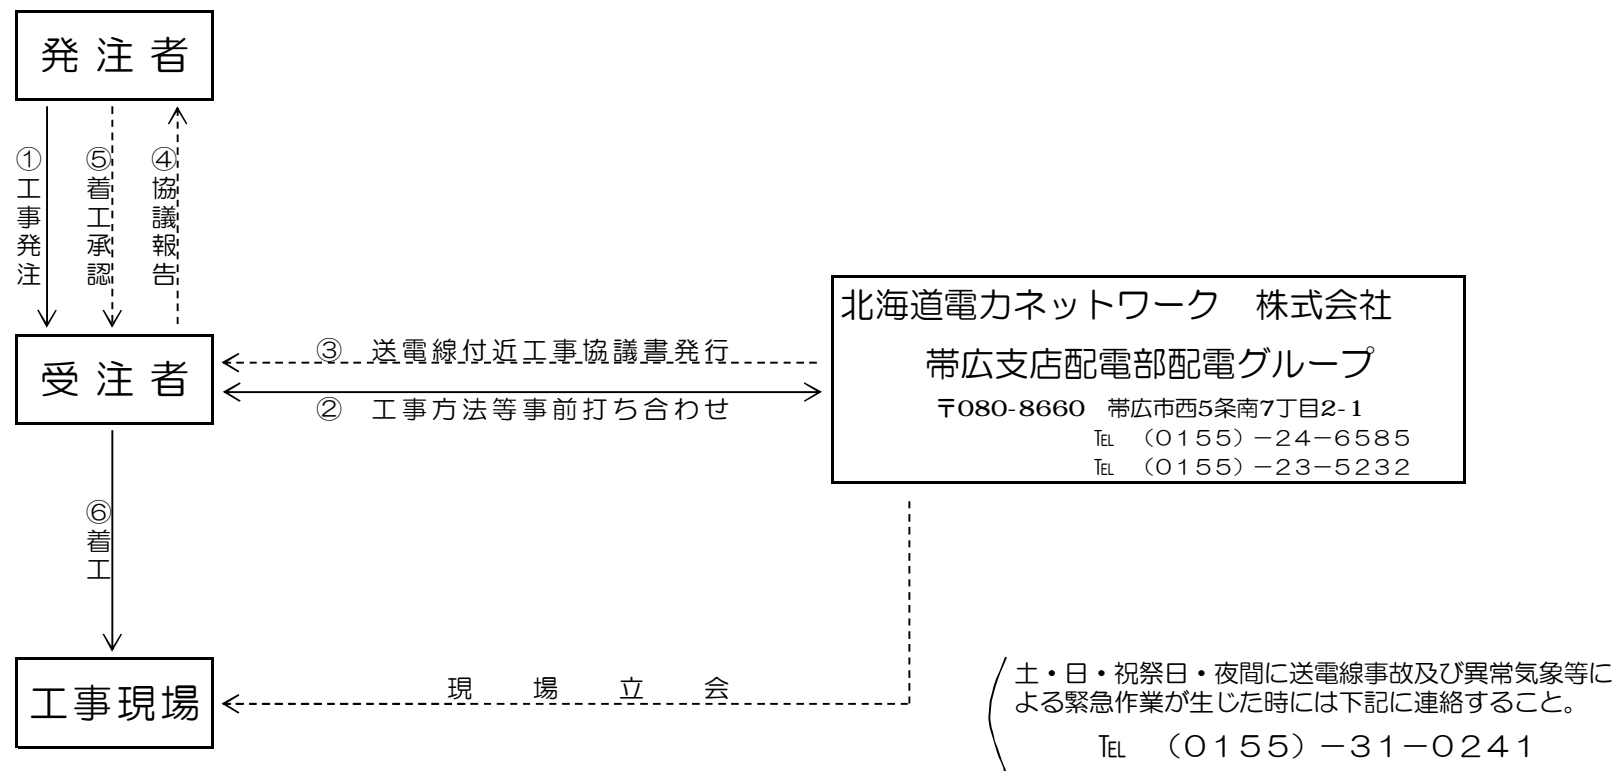 発注者
①工事発注
⑤着工承認
④協議報告
北海道電力ネットワーク　株式会社
帯広支店配電部配電グループ
〒080-8660　帯広市西5条南7丁目2-1
℡　（0155）－24－6585
℡　（0155）－23－5232
③　送電線付近工事協議書発行
受注者
②　工事方法等事前打ち合わせ
⑥着工
工事現場
現場立会
土・日・祝祭日・夜間に送電線事故及び異常気象等に
よる緊急作業が生じた時には下記に連絡すること。
℡　（0155）－31－0241